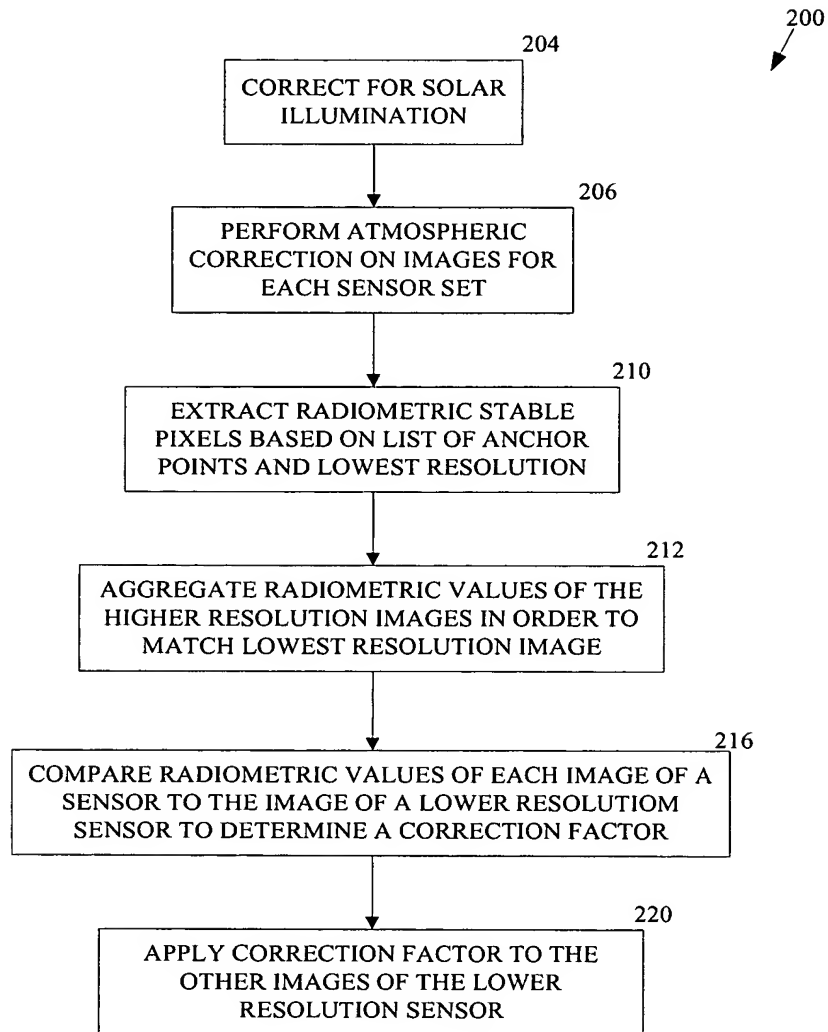 200
204
CORRECT FOR SOLAR
ILLUMINATION
206
PERFORM ATMOSPHERIC
CORRECTION ON IMAGES FOR
EACH SENSOR SET
210
EXTRACT RADIOMETRIC STABLE
PIXELS BASED ON LIST OF ANCHOR
POINTS AND LOWEST RESOLUTION
212
AGGREGATE RADIOMETRIC VALUES OF THE
HIGHER RESOLUTION IMAGES IN ORDER TO
MATCH LOWEST RESOLUTION IMAGE
216
COMPARE RADIOMETRIC VALUES OF EACH IMAGE OF A
SENSOR TO THE IMAGE OF A LOWER RESOLUTIOM
SENSOR TO DETERMINE A CORRECTION FACTOR
220
APPLY CORRECTION FACTOR TO THE
OTHER IMAGES OF THE LOWER
RESOLUTION SENSOR